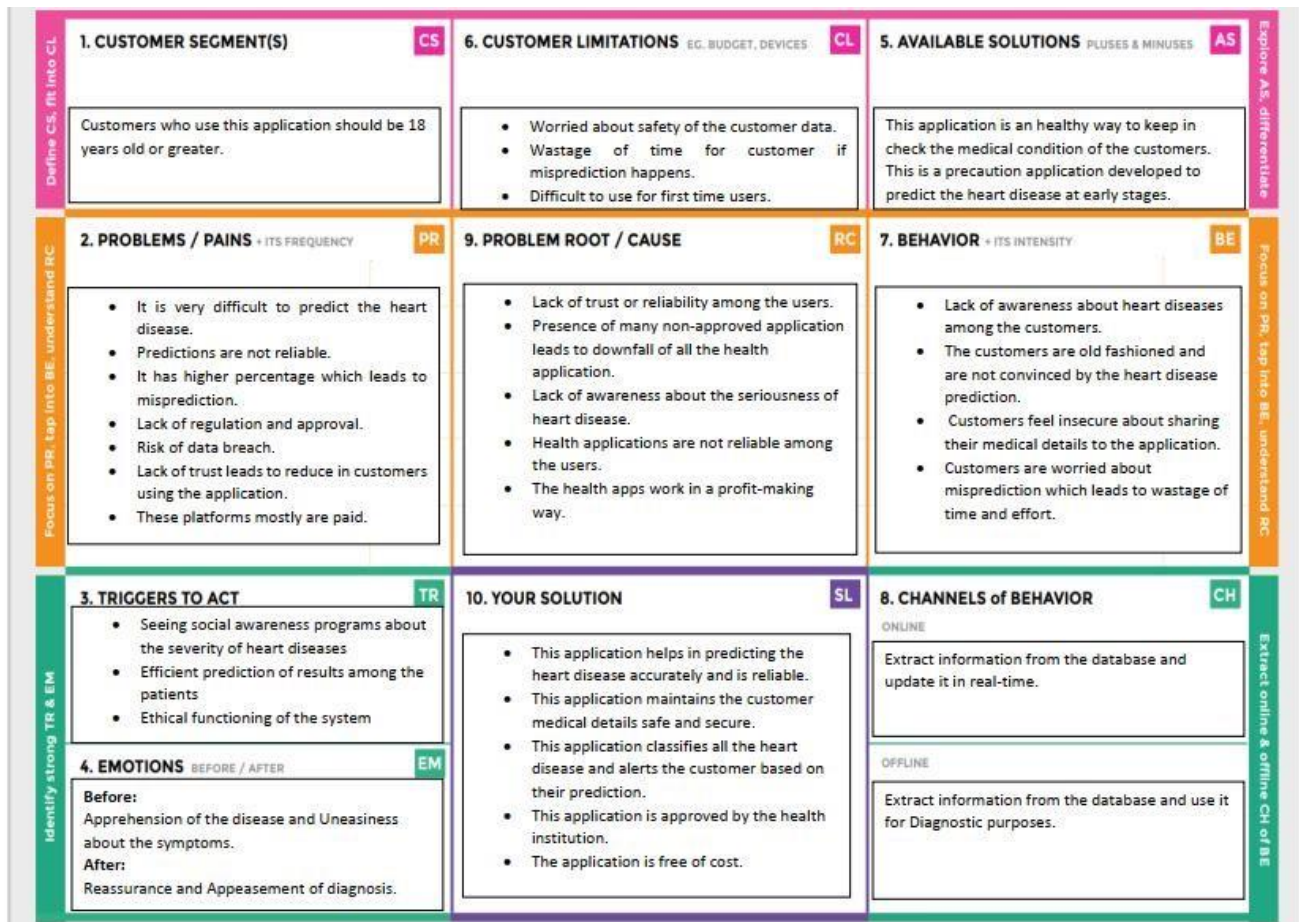 Define CS, fit into CL
1. CUSTOMER SEGMENT(S)
CS
Customers who use this application should be 18
years old or greater.
6. CUSTOMER LIMITATIONS EG. BUDGET, DEVICES
CL
• Worried about safety of the customer data.
• Wastage of time for customer if
misprediction happens.
• Difficult to use for first time users.
5. AVAILABLE SOLUTIONS PLUSES & MINUSES
AS
This application is an healthy way to keep in
check the medical condition of the customers.
This is a precaution application developed to
predict the heart disease at early stages.
Explore AS, differentiate
Focus on PR, tap into BE, understand RC
2. PROBLEMS / PAINS + ITS FREQUENCY
PR
• It is very difficult to predict the heart
disease.
• Predictions are not reliable.
• It has higher percentage which leads to
misprediction.
• Lack of regulation and approval.
• Risk of data breach.
• Lack of trust leads to reduce in customers
using the application.
• These platforms mostly are paid.
9. PROBLEM ROOT / CAUSE
RC
• Lack of trust or reliability among the users.
• Presence of many non-approved application
leads to downfall of all the health
application.
• Lack of awareness about the seriousness of
heart disease.
• Health applications are not reliable among
the users.
• The health apps work in a profit-making
way.
7. BEHAVIOR + ITS INTENSITY
BE
• Lack of awareness about heart diseases
among the customers.
• The customers are old fashioned and
are not convinced by the heart disease
prediction.
• Customers feel insecure about sharing
their medical details to the application.
• Customers are worried about
misprediction which leads to wastage of
time and effort.
Focus on PR, tap into BE, understand RC
Identify strong TR & EM
3. TRIGGERS TO ACT
TR
• Seeing social awareness programs about
the severity of heart diseases
• Efficient prediction of results among the
patients
• Ethical functioning of the system
4. EMOTIONS BEFORE / AFTER
EM
Before:
Apprehension of the disease and Uneasiness
about the symptoms.
After:
Reassurance and Appeasement of diagnosis.
10. YOUR SOLUTION
SL
• This application helps in predicting the
heart disease accurately and is reliable.
• This application maintains the customer
medical details safe and secure.
• This application classifies all the heart
disease and alerts the customer based on
their prediction.
• This application is approved by the health
institution.
• The application is free of cost.
8. CHANNELS of BEHAVIOR
CH
ONLINE
Extract information from the database and
update it in real-time.
OFFLINE
Extract information from the database and use it
for Diagnostic purposes.
Extract online & offline CH of BE